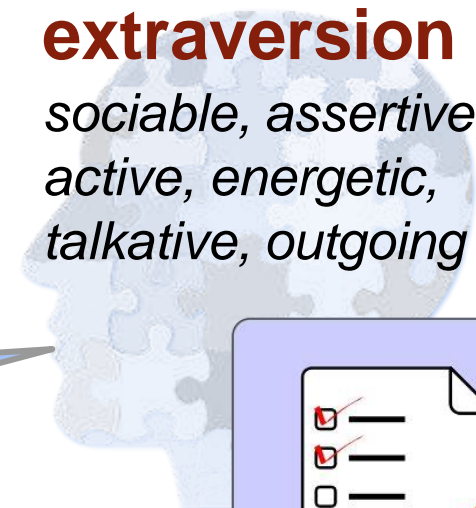 extraversion
sociable, assertive
active, energetic,
talkative, outgoing